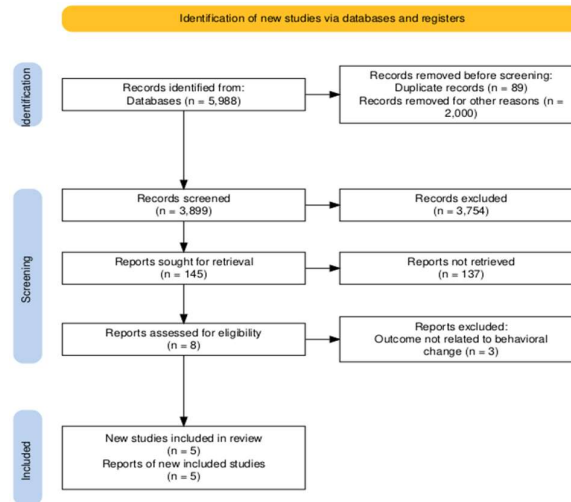 Identification of new studies via databases and registers
Identification
Records identified from:
Databases (n = 5,988)
Records removed before screening:
Duplicate records (n = 89)
Records removed for other reasons (n =
2,000)
Screening
Records screened
(n = 3,899)
Records excluded
(n = 3,754)
Reports sought for retrieval
(n = 145)
Reports not retrieved
(n = 137)
Reports assessed for eligibility
(n = 8)
Reports excluded:
Outcome not related to behavioral
change (n = 3)
Included
New studies included in review
(n = 5)
Reports of new included studies
(n = 5)